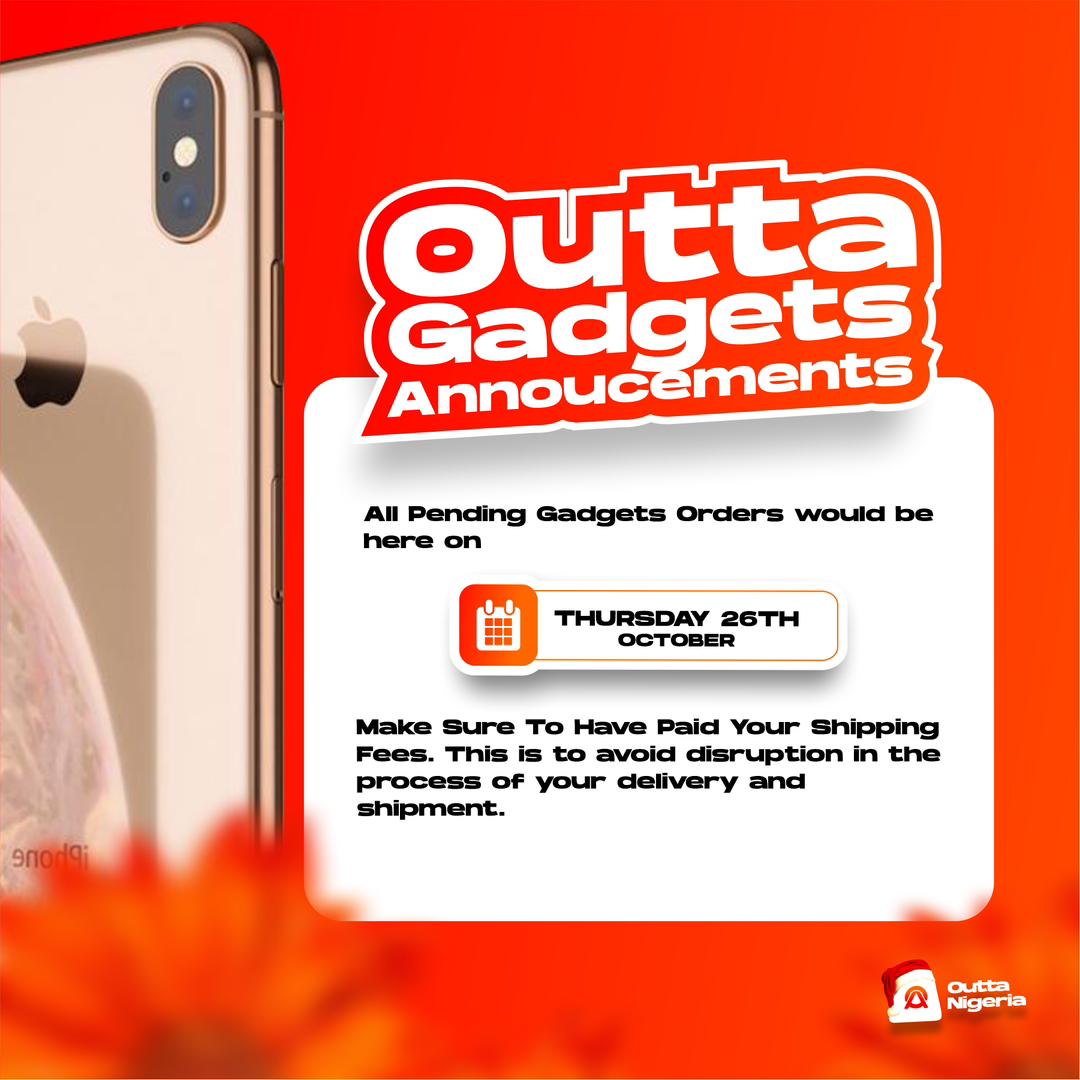 Outta
Gadgets
Annoucements
All Pending Gadgets Orders would be
here on
THURSDAY 26TH
OCTOBER
Make Sure To Have Paid Your Shipping
Fees. This is to avoid disruption in the
process of your delivery and
shipment.
iPhone
Outta
Nigeria